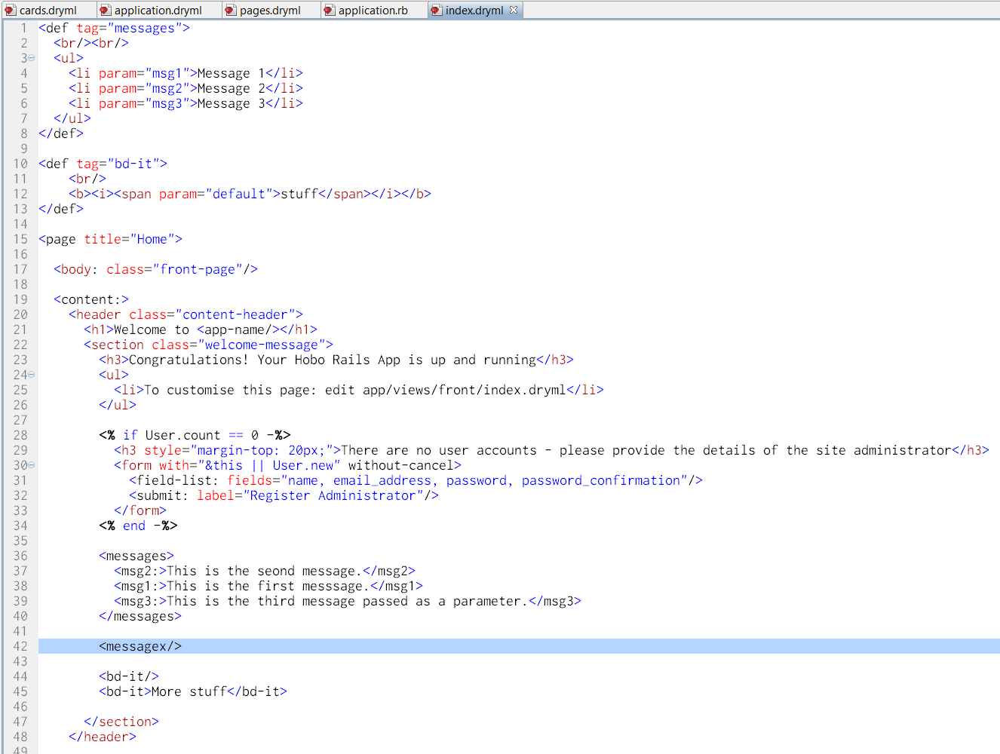 cards.dryml application.dryml pages.dryml application.rb index.dryml
1 <def tag="messages">
2   <br/><br/>
3   <ul>
4     <li param="msg1">Message 1</li>
5     <li param="msg2">Message 2</li>
6     <li param="msg3">Message 3</li>
7   </ul>
8 </def>
9
10 <def tag="bd-it">
11     <br/>
12     <b><i><span param="default">stuff</span></i></b>
13 </def>
14
15 <page title="Home">
16
17   <body: class="front-page"/>
18
19   <content:>
20     <header class="content-header">
21       <h1>Welcome to <app-name/></h1>
22       <section class="welcome-message">
23         <h3>Congratulations! Your Hobo Rails App is up and running</h3>
24         <ul>
25           <li>To customise this page: edit app/views/front/index.dryml</li>
26         </ul>
27
28         <% if User.count == 0 -%>
29           <h3 style="margin-top: 20px;">There are no user accounts - please provide the details of the site administrator</h3>
30           <form with="&this || User.new" without-cancel>
31             <field-list: fields="name, email_address, password, password_confirmation"/>
32             <submit: label="Register Administrator"/>
33           </form>
34         <% end -%>
35
36         <messages>
37           <msg2:>This is the seond message.</msg2>
38           <msg1:>This is the first messsage.</msg1>
39           <msg3:>This is the third message passed as a parameter.</msg3>
40         </messages>
41
42         <messagex/>
43
44         <bd-it/>
45         <bd-it>More stuff</bd-it>
46
47       </section>
48     </header>
49